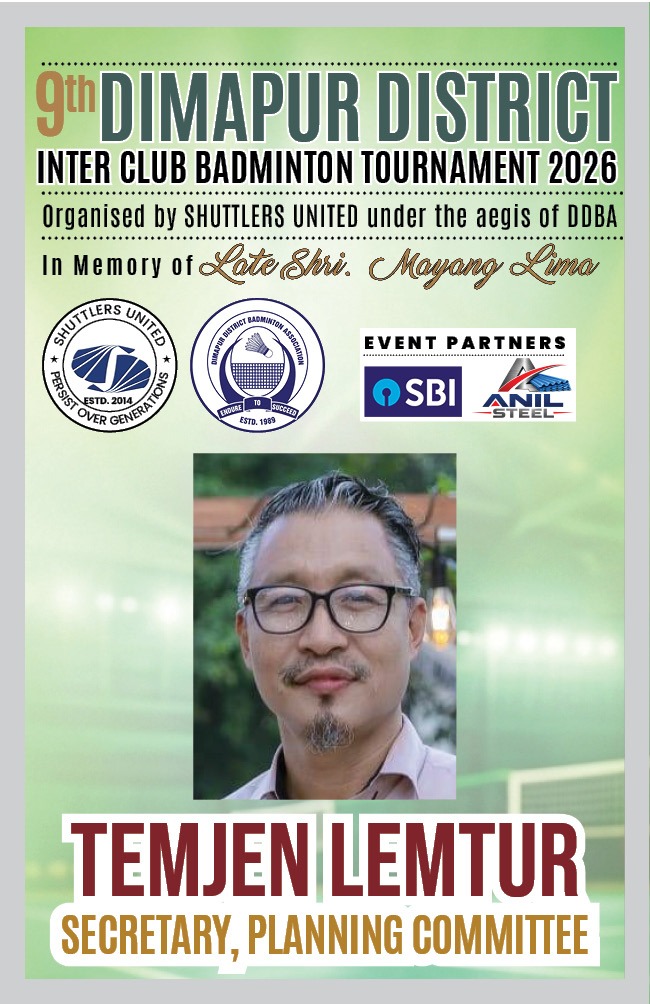 9th DIMAPUR DISTRICT
INTER CLUB BADMINTON TOURNAMENT 2026
Organised by SHUTTLERS UNITED under the aegis of DDBA
In Memory of Late Shri. Mayang Lima
SHUTTLERS UNITED
ESTD. 2014
PERSIST OVER GENERATIONS
DIMAPUR DISTRICT BADMINTON ASSOCIATION
ENDURE TO SUCCEED
ESTD. 1989
EVENT PARTNERS
SBI
ANIL
STEEL
TEMJEN LEMTUR
SECRETARY, PLANNING COMMITTEE